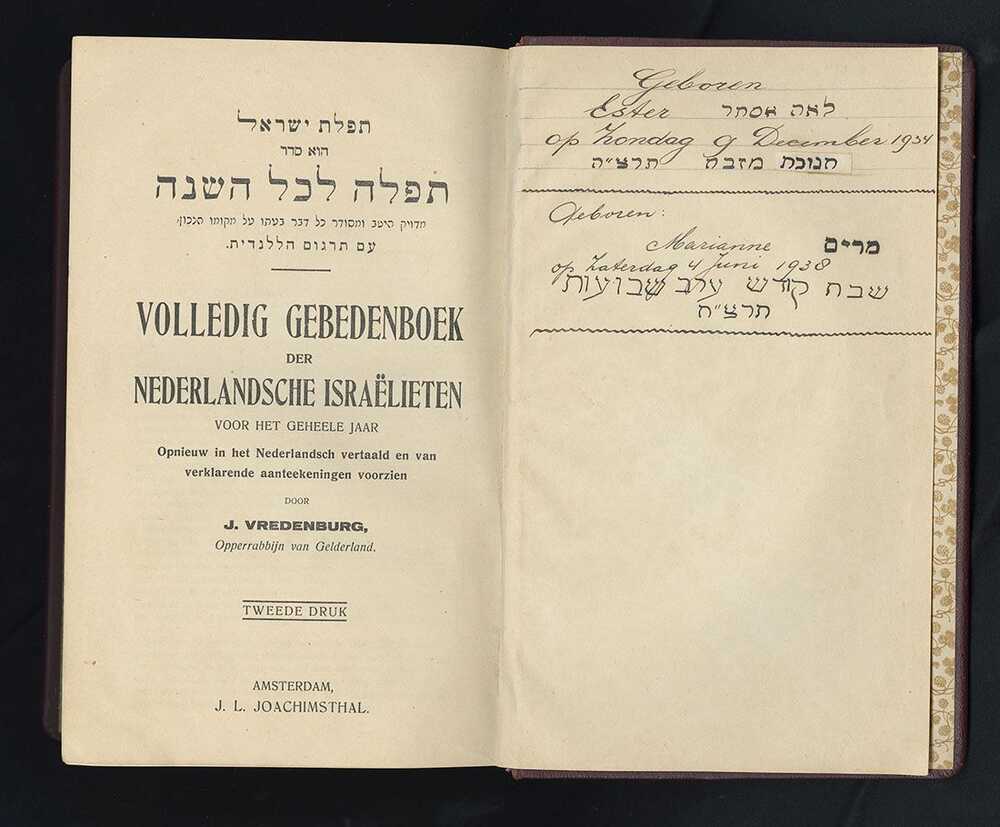 תפלת ישראל
הוא סדר
תפלה לכל השנה
מדויק היטב ומסודר כל דבר בעתו על מקומו הנכון׃
עם תרגום הללנדית.
VOLLEDIG GEBEDENBOEK
DER
NEDERLANDSCHE ISRAËLIETEN
VOOR HET GEHEELE JAAR
Opnieuw in het Nederlandsch vertaald en van
verklarende aanteekeningen voorzien
DOOR
J. VREDENBURG,
Opperrabbijn van Gelderland.
TWEEDE DRUK
AMSTERDAM,
J. L. JOACHIMSTHAL.
Geboren
Ester לאה אסתר
op Zondag 9 December 1934
חנוכת מזבח תרצ״ה
Geboren:
Marianne מרים
op Zaterdag 4 Juni 1938
שבת קודש ערב שבועות
תרצ״ח